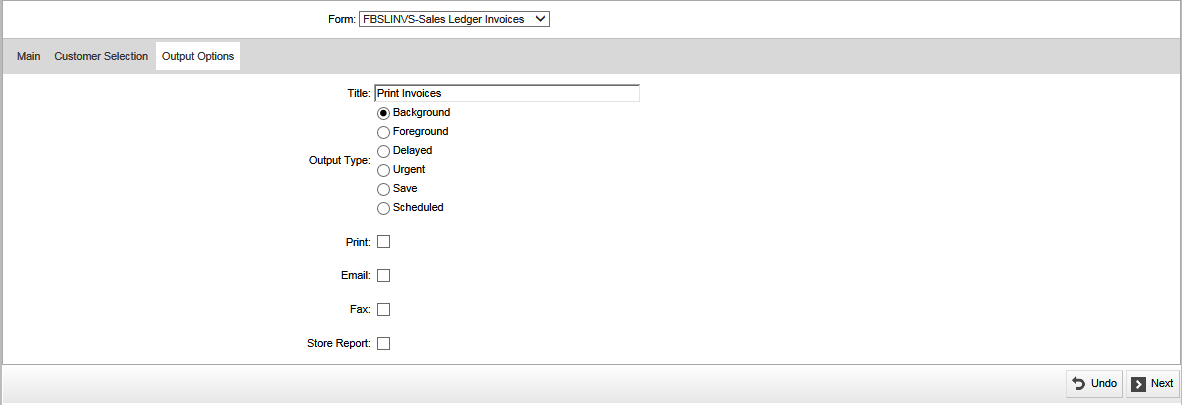 Form: FBSLINVS-Sales Ledger Invoices
Main Customer Selection Output Options
Title: Print Invoices
Background
Foreground
Delayed
Output Type:
Urgent
Save
Scheduled
Print:
Email:
Fax:
Store Report:
Undo Next